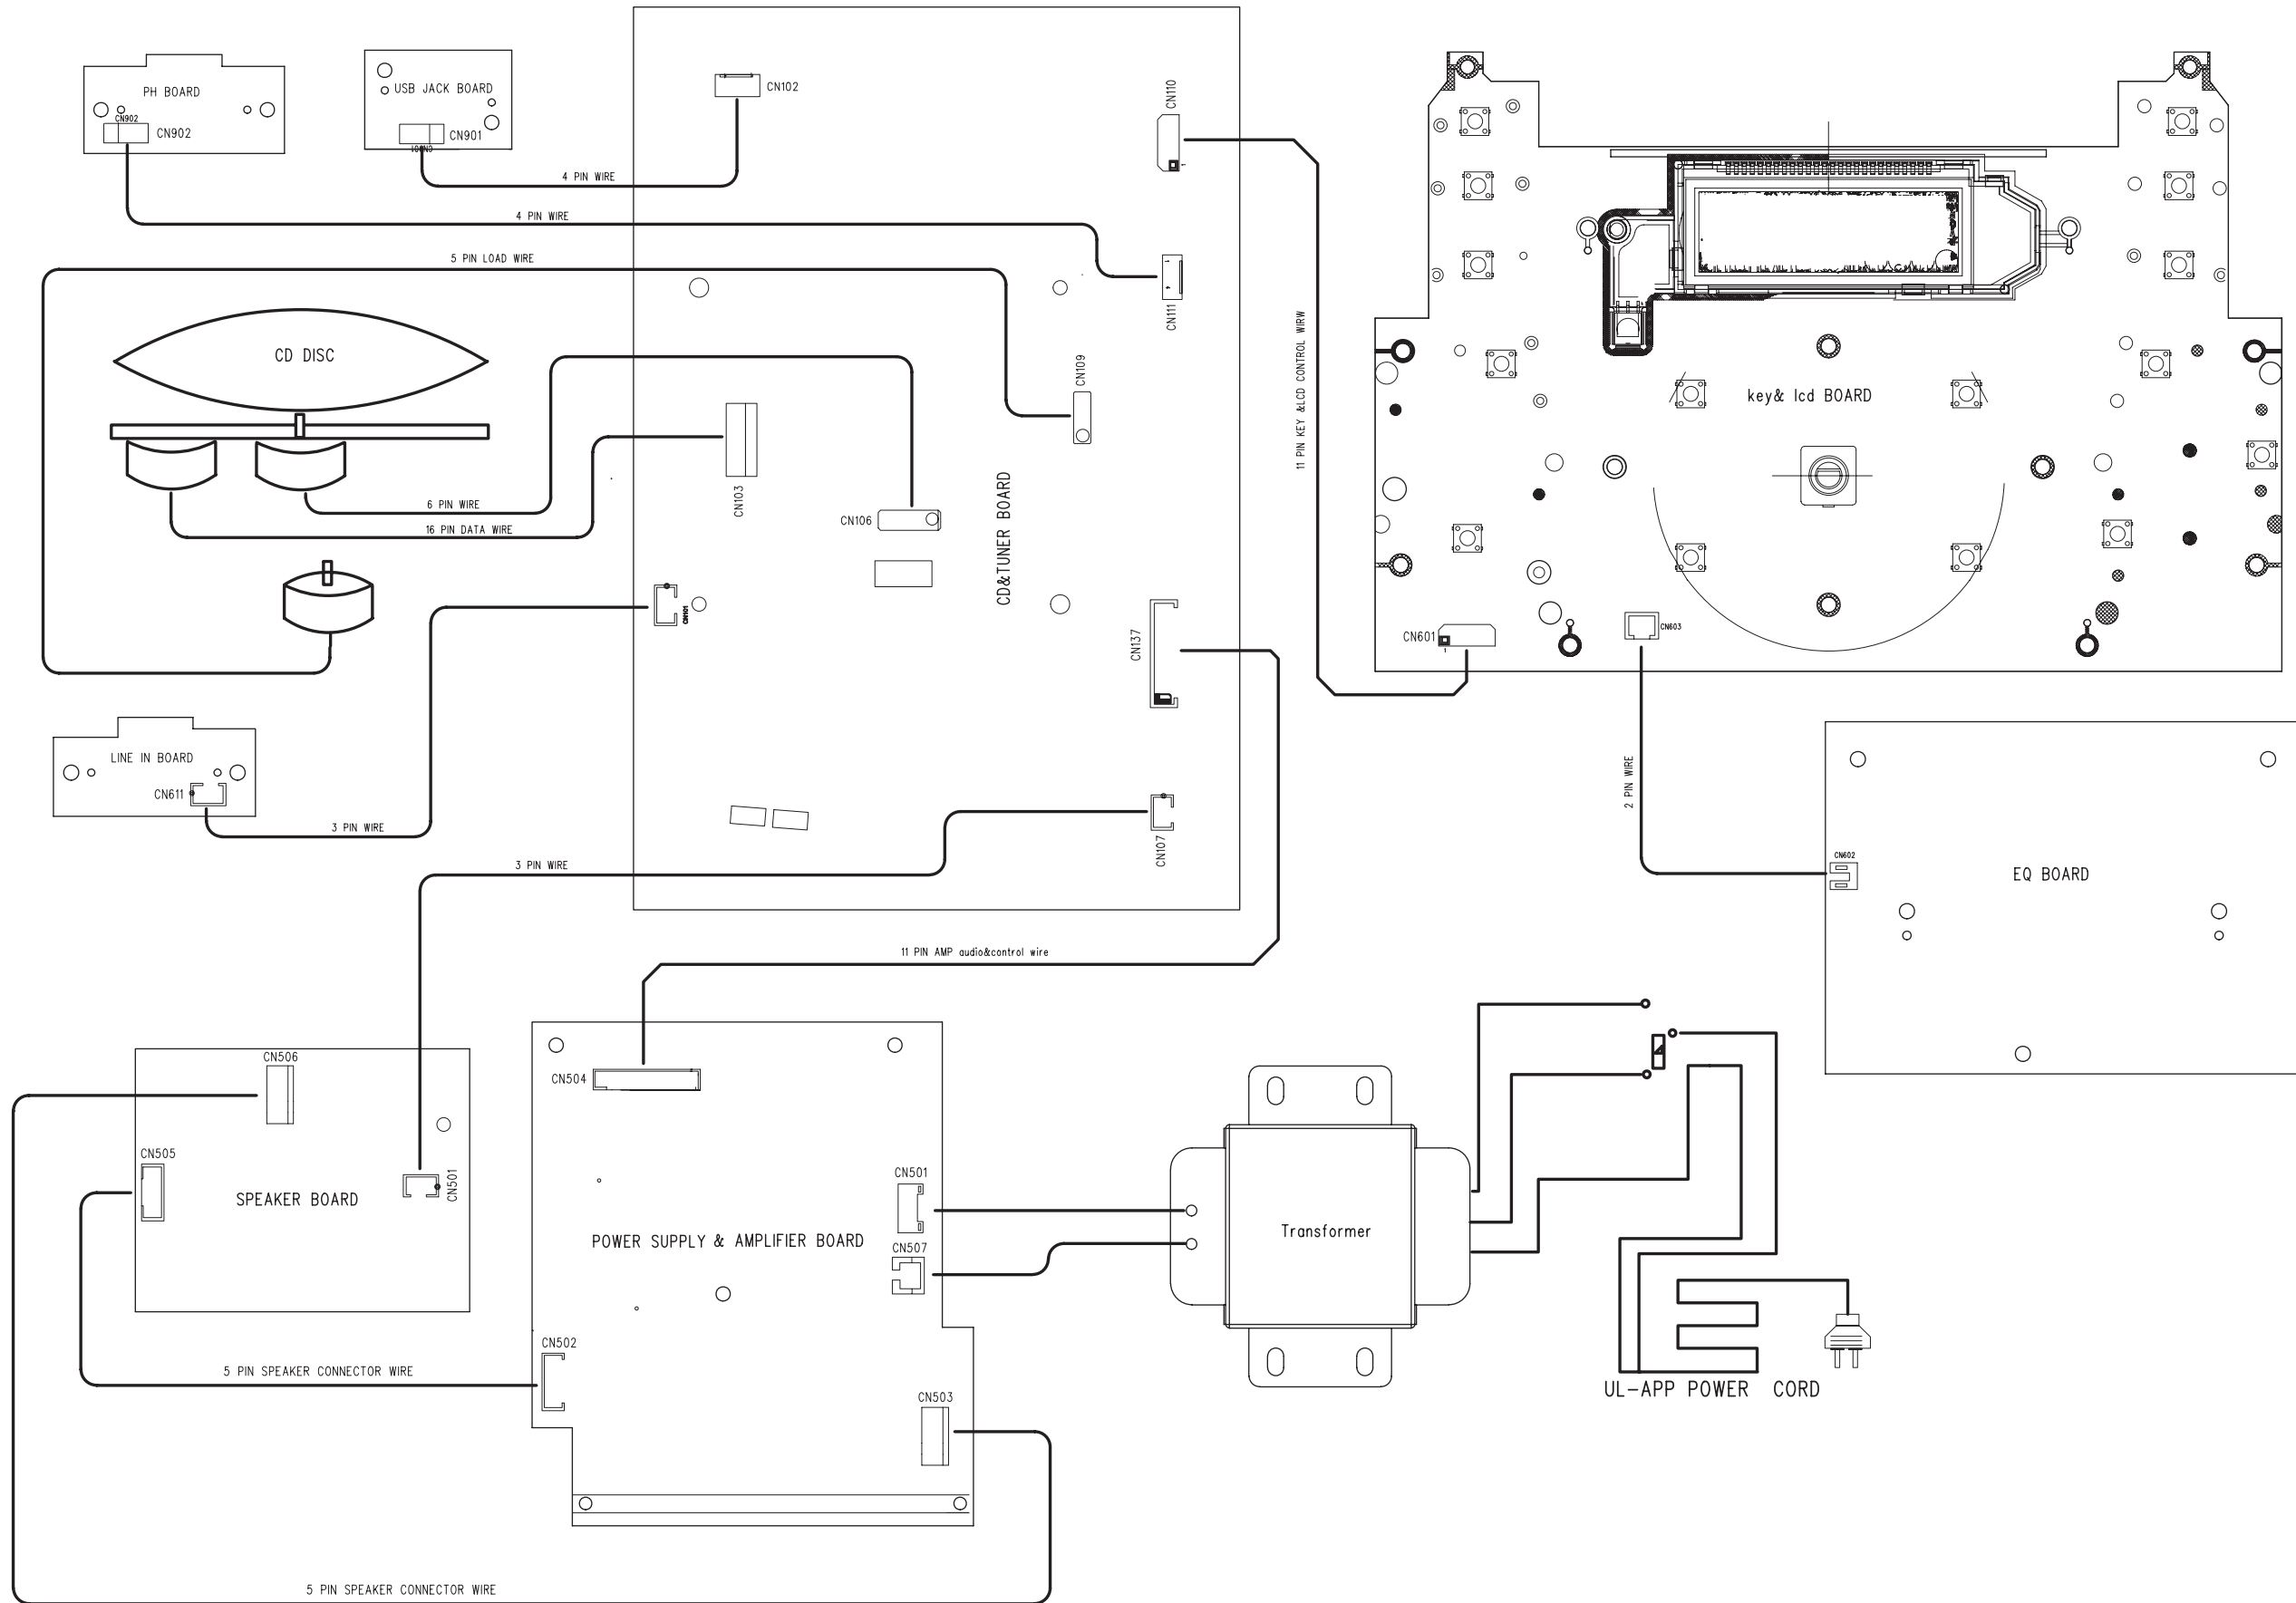 PH BOARD
CN902
CN902
USB JACK BOARD
CN901
CN901
CN102
CN110
1
4 PIN WIRE
4 PIN WIRE
5 PIN LOAD WIRE
CN111
CD DISC
CN109
11 PIN KEY &LCD CONTROL WIRW
key& lcd BOARD
6 PIN WIRE
16 PIN DATA WIRE
CN103
CN106
CD&TUNER BOARD
CN101
CN137
CN601
1
CN603
LINE IN BOARD
CN611
3 PIN WIRE
2 PIN WIRE
CN107
3 PIN WIRE
CN602
EQ BOARD
11 PIN AMP audio&control wire
CN506
CN504
CN505
CN501
SPEAKER BOARD
CN501
POWER SUPPLY & AMPLIFIER BOARD
CN507
Transformer
CN502
5 PIN SPEAKER CONNECTOR WIRE
CN503
UL-APP POWER CORD
5 PIN SPEAKER CONNECTOR WIRE